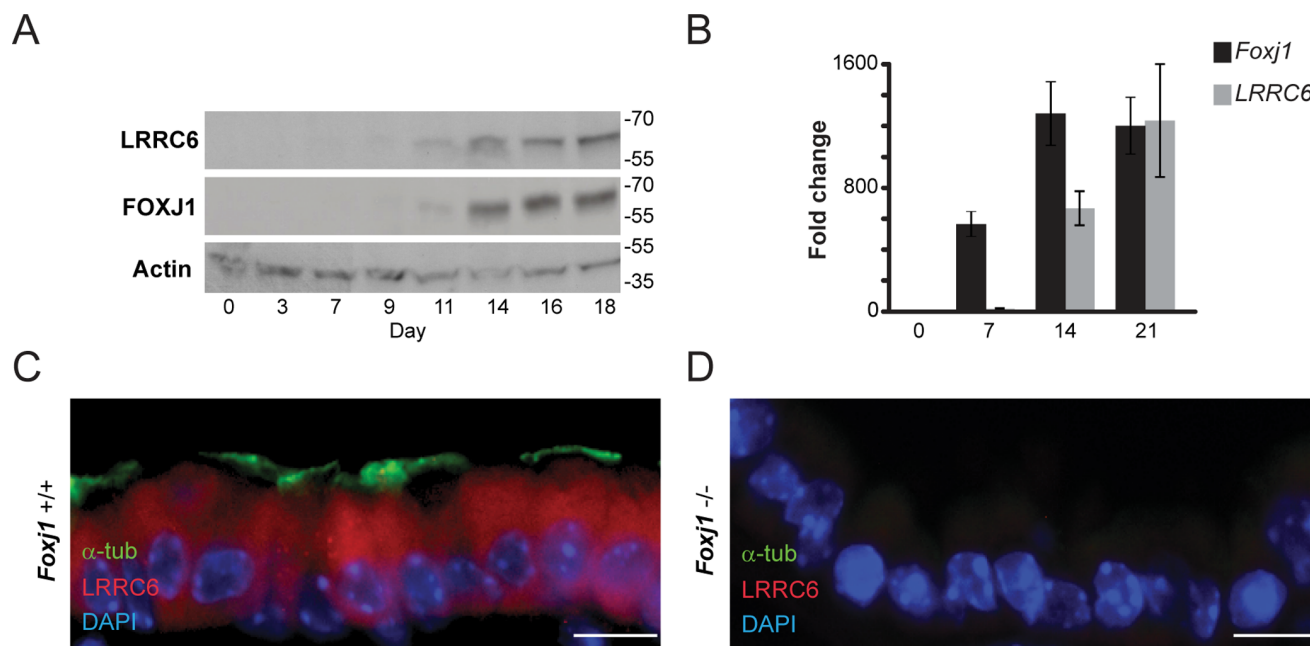 A
LRRC6
-70
-55
FOXJ1
-70
-55
Actin
-55
-35
0 3 7 9 11 14 16 18
Day
B
Fold change
1600
800
0
0 7 14 21
Foxj1
LRRC6
C
Foxj1 +/+
α-tub
LRRC6
DAPI
D
Foxj1 -/-
α-tub
LRRC6
DAPI